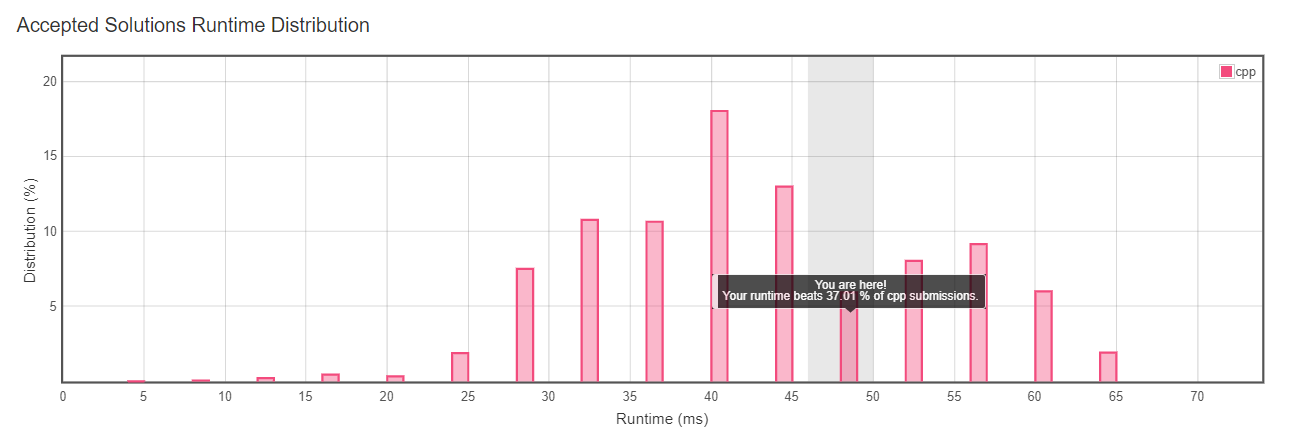 Accepted Solutions Runtime Distribution
cpp
Distribution (%)
20
15
10
5
You are here!
Your runtime beats 37.01 % of cpp submissions.
0 5 10 15 20 25 30 35 40 45 50 55 60 65 70
Runtime (ms)